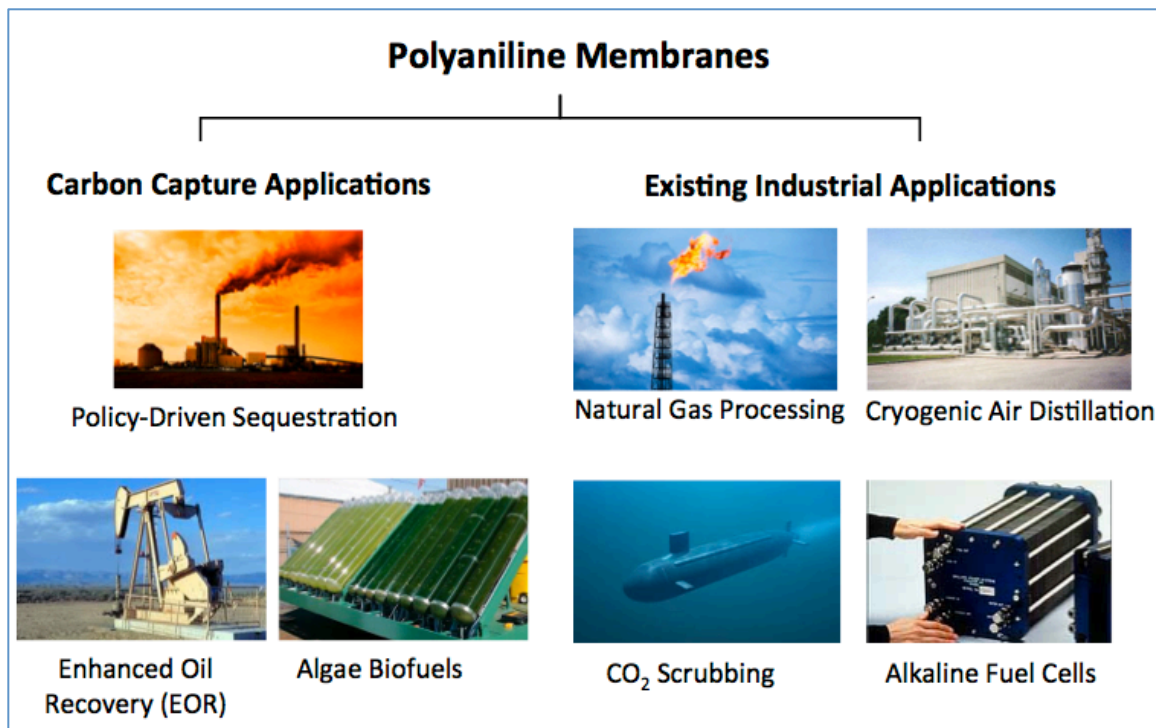 Polyaniline Membranes
Carbon Capture Applications
Existing Industrial Applications
Policy-Driven Sequestration
Natural Gas Processing
Cryogenic Air Distillation
Enhanced Oil
Recovery (EOR)
Algae Biofuels
CO₂ Scrubbing
Alkaline Fuel Cells